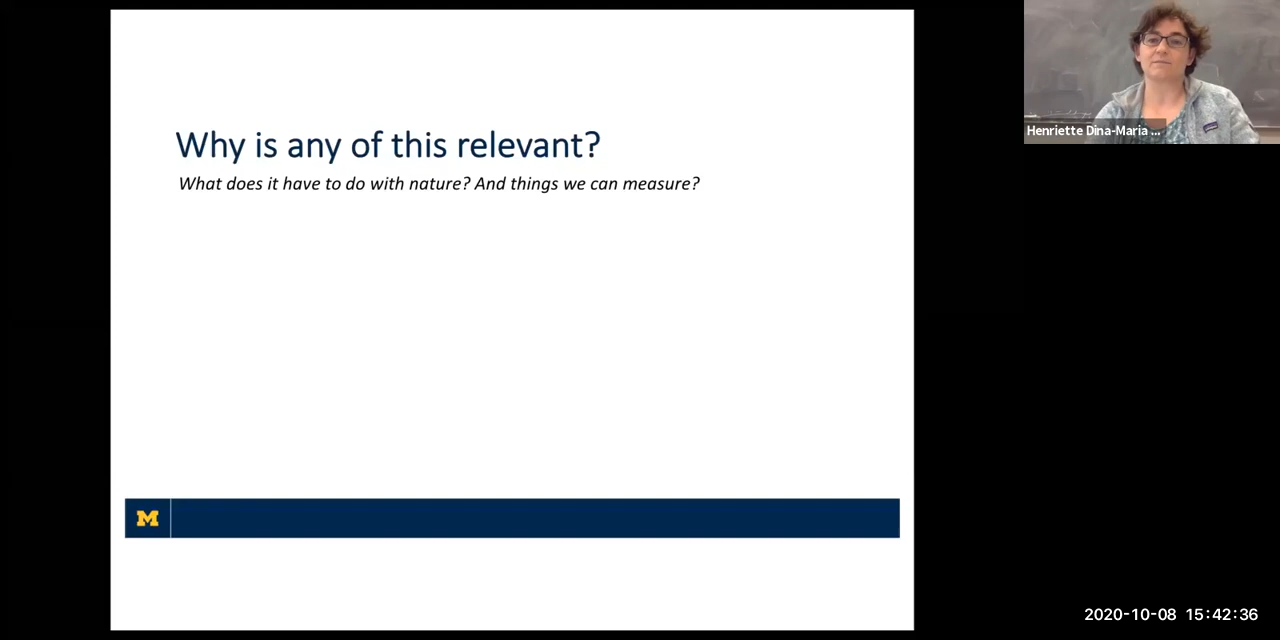 Why is any of this relevant?
What does it have to do with nature? And things we can measure?
M
Henriette Dina-Maria ...
2020-10-08 15:42:36